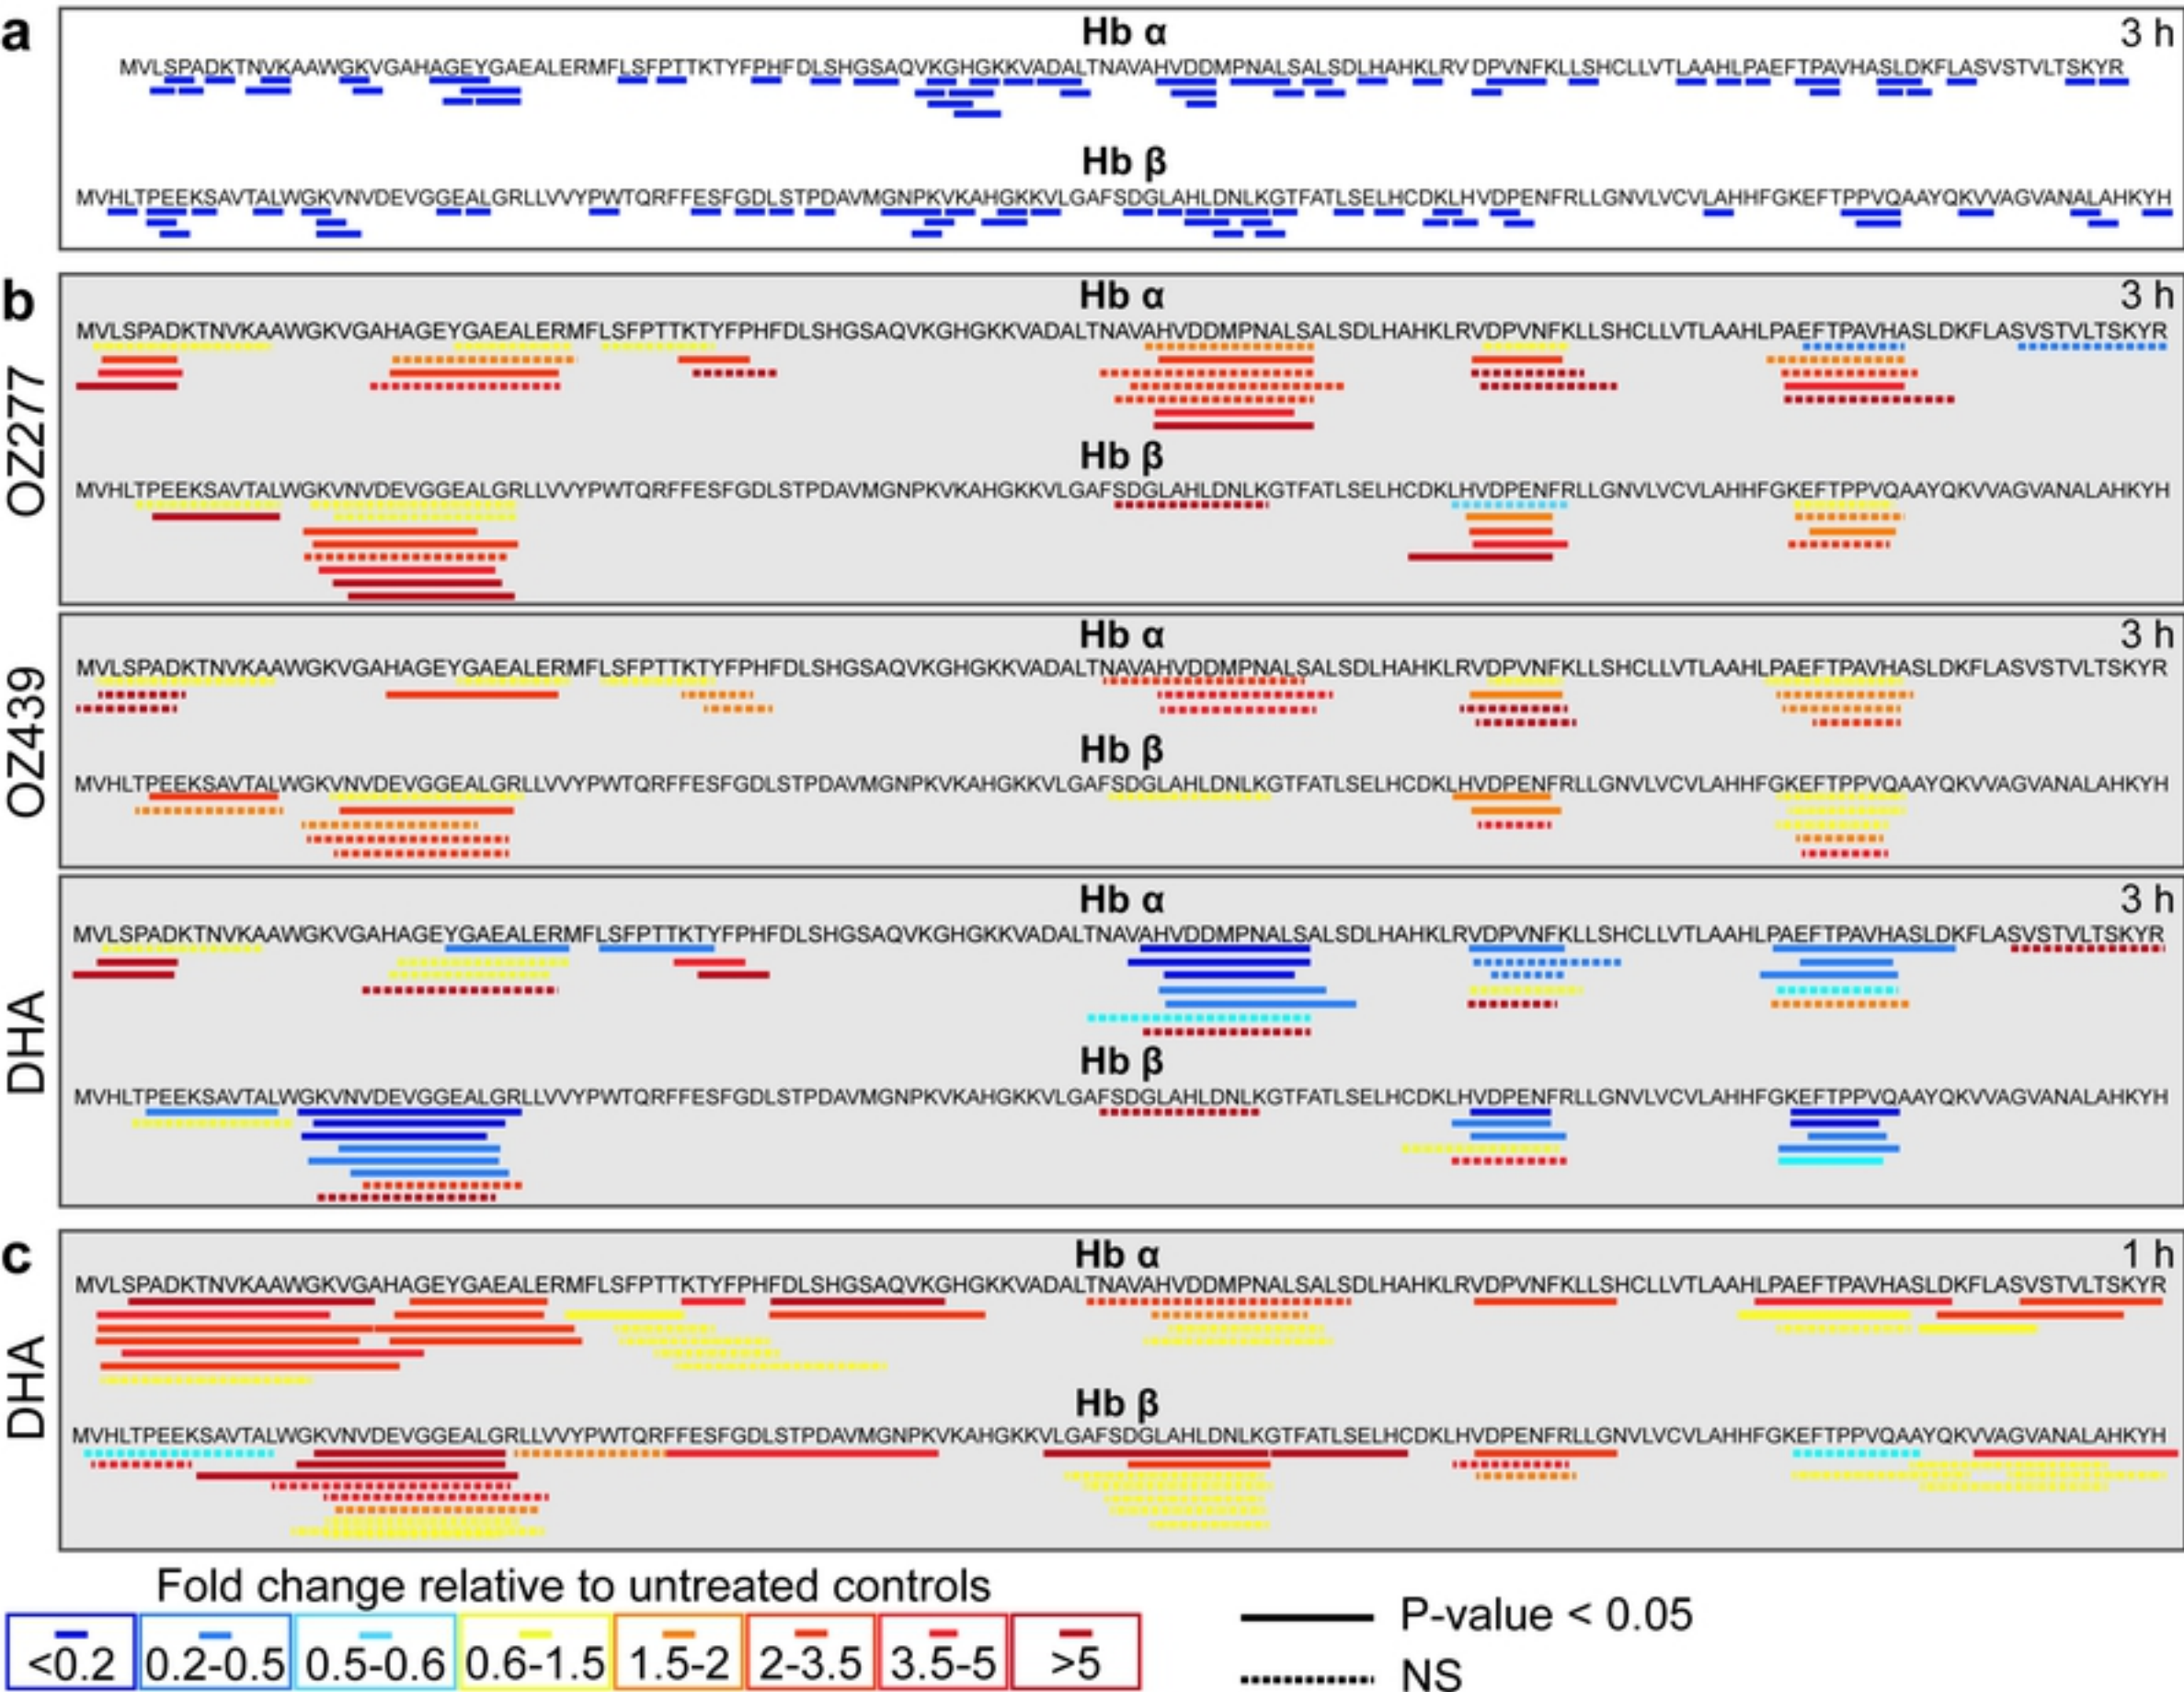 a
Hb α
3 h
MVLSPADKTNVKAAWGKVGAHAGEYGAEALERMFLSFPTTKTYFPHFDLSHGSAQVKGHGKKVADALTNAVAHVDDMPNALSALSDLHAHKLRVDPVNFKLLSHCLLVTLAAHLPAEFTPAVHASLDKFLASVSTVLTSKYR
Hb β
MVHLTPEEKSAVTALWGKVNVDEVGGEALGRLLVVYPWTQRFFESFGDLSTPDAVMGNPKVKAHGKKVLGAFSDGLAHLDNLKGTFATLSELHCDKLHVDPENFRLLGNVLVCVLAHHFGKEFTPPVQAAYQKVVAGVANALAHKYH
b
OZ277
Hb α
3 h
MVLSPADKTNVKAAWGKVGAHAGEYGAEALERMFLSFPTTKTYFPHFDLSHGSAQVKGHGKKVADALTNAVAHVDDMPNALSALSDLHAHKLRVDPVNFKLLSHCLLVTLAAHLPAEFTPAVHASLDKFLASVSTVLTSKYR
Hb β
MVHLTPEEKSAVTALWGKVNVDEVGGEALGRLLVVYPWTQRFFESFGDLSTPDAVMGNPKVKAHGKKVLGAFSDGLAHLDNLKGTFATLSELHCDKLHVDPENFRLLGNVLVCVLAHHFGKEFTPPVQAAYQKVVAGVANALAHKYH
OZ439
Hb α
3 h
MVLSPADKTNVKAAWGKVGAHAGEYGAEALERMFLSFPTTKTYFPHFDLSHGSAQVKGHGKKVADALTNAVAHVDDMPNALSALSDLHAHKLRVDPVNFKLLSHCLLVTLAAHLPAEFTPAVHASLDKFLASVSTVLTSKYR
Hb β
MVHLTPEEKSAVTALWGKVNVDEVGGEALGRLLVVYPWTQRFFESFGDLSTPDAVMGNPKVKAHGKKVLGAFSDGLAHLDNLKGTFATLSELHCDKLHVDPENFRLLGNVLVCVLAHHFGKEFTPPVQAAYQKVVAGVANALAHKYH
DHA
Hb α
3 h
MVLSPADKTNVKAAWGKVGAHAGEYGAEALERMFLSFPTTKTYFPHFDLSHGSAQVKGHGKKVADALTNAVAHVDDMPNALSALSDLHAHKLRVDPVNFKLLSHCLLVTLAAHLPAEFTPAVHASLDKFLASVSTVLTSKYR
Hb β
MVHLTPEEKSAVTALWGKVNVDEVGGEALGRLLVVYPWTQRFFESFGDLSTPDAVMGNPKVKAHGKKVLGAFSDGLAHLDNLKGTFATLSELHCDKLHVDPENFRLLGNVLVCVLAHHFGKEFTPPVQAAYQKVVAGVANALAHKYH
c
DHA
Hb α
1 h
MVLSPADKTNVKAAWGKVGAHAGEYGAEALERMFLSFPTTKTYFPHFDLSHGSAQVKGHGKKVADALTNAVAHVDDMPNALSALSDLHAHKLRVDPVNFKLLSHCLLVTLAAHLPAEFTPAVHASLDKFLASVSTVLTSKYR
Hb β
MVHLTPEEKSAVTALWGKVNVDEVGGEALGRLLVVYPWTQRFFESFGDLSTPDAVMGNPKVKAHGKKVLGAFSDGLAHLDNLKGTFATLSELHCDKLHVDPENFRLLGNVLVCVLAHHFGKEFTPPVQAAYQKVVAGVANALAHKYH
Fold change relative to untreated controls
<0.2 0.2-0.5 0.5-0.6 0.6-1.5 1.5-2 2-3.5 3.5-5 >5
P-value < 0.05
NS